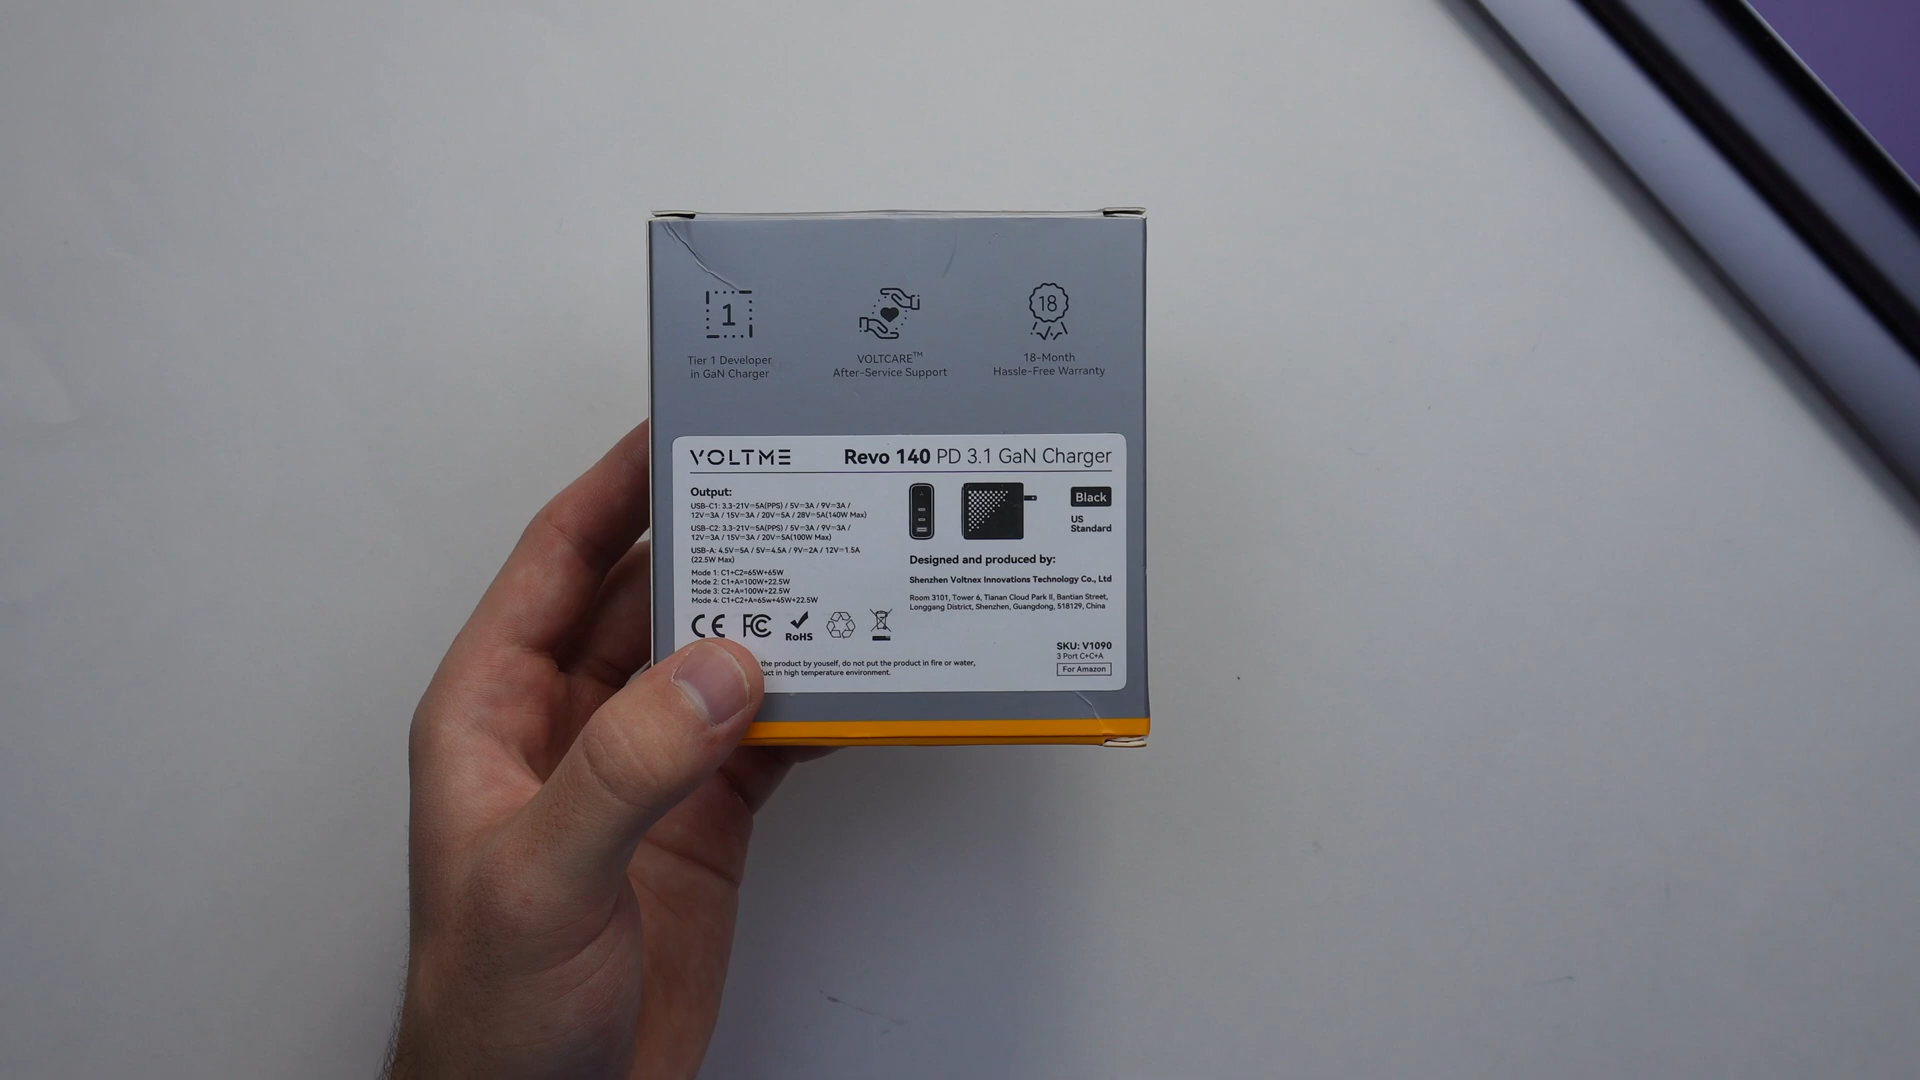 1
18
Tier 1 Developer
in GaN Charger
VOLTCARE™
After-Service Support
18-Month
Hassle-Free Warranty
VOLTME
Revo 140 PD 3.1 GaN Charger
Output:
USB-C1: 3.3-21V=5A(PPS) / 5V=3A / 9V=3A /
12V=3A / 15V=3A / 20V=5A / 28V=5A(140W Max)
USB-C2: 3.3-21V=5A(PPS) / 5V=3A / 9V=3A /
12V=3A / 15V=3A / 20V=5A(100W Max)
USB-A: 4.5V=5A / 5V=4.5A / 9V=2A / 12V=1.5A
(22.5W Max)
Mode 1: C1+C2=65W+65W
Mode 2: C1+A=100W+22.5W
Mode 3: C2+A=100W+22.5W
Mode 4: C1+C2+A=65w+45W+22.5W
CE FC RoHS
the product by youself, do not put the product in fire or water,
in high temperature environment.
Black
US
Standard
Designed and produced by:
Shenzhen Voltnex Innovations Technology Co., Ltd
Room 3101, Tower 6, Tianan Cloud Park II, Bantian Street,
Longgang District, Shenzhen, Guangdong, 518129, China
SKU: V1090
3 Port C+C+A
For Amazon